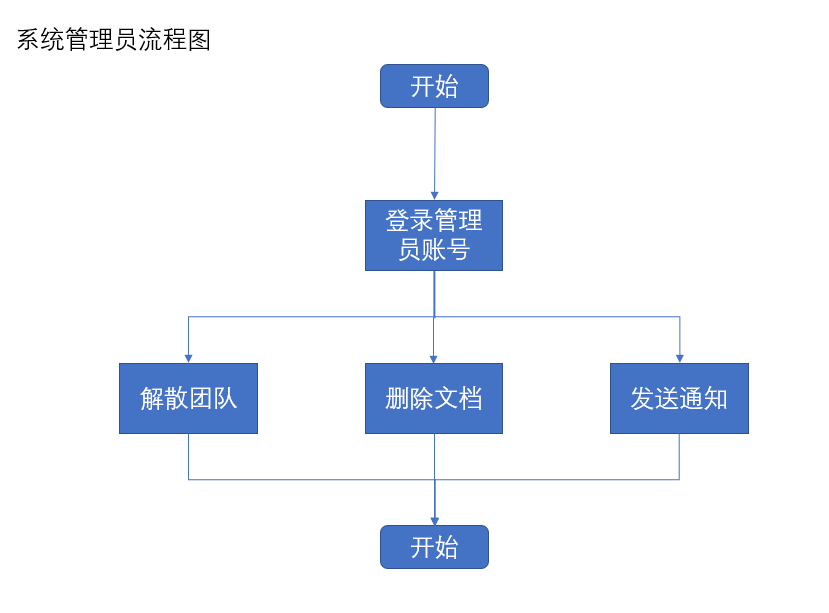 系统管理员流程图
开始
登录管理
员账号
解散团队
删除文档
发送通知
开始